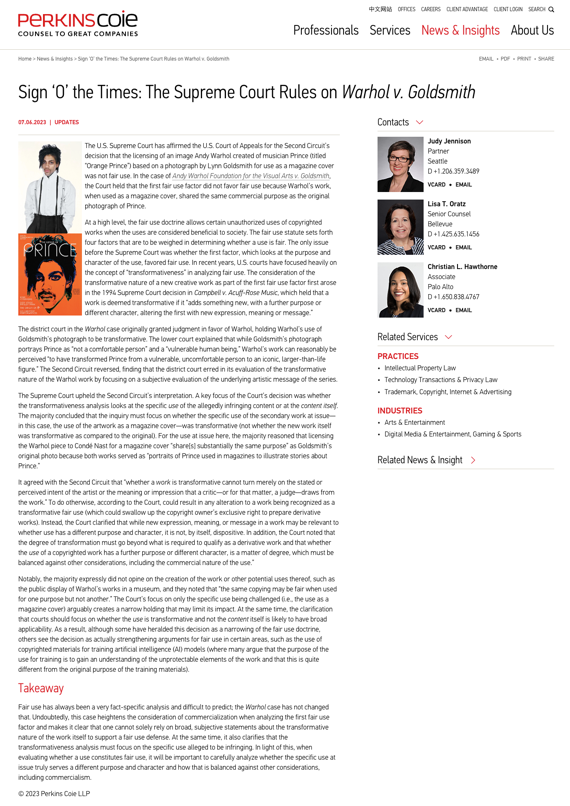 PERKINSCOIE
COUNSEL TO GREAT COMPANIES
中文网站 OFFICES CAREERS CLIENT ADVANTAGE CLIENT LOGIN SEARCH
Professionals Services News & Insights About Us
Home > News & Insights > Sign 'O' the Times: The Supreme Court Rules on Warhol v. Goldsmith
EMAIL • PDF • PRINT • SHARE
Sign 'O' the Times: The Supreme Court Rules on Warhol v. Goldsmith
07.06.2023 | UPDATES
The U.S. Supreme Court has affirmed the U.S. Court of Appeals for the Second Circuit's
decision that the licensing of an image Andy Warhol created of musician Prince (titled
"Orange Prince") based on a photograph by Lynn Goldsmith for use as a magazine cover
was not fair use. In the case of Andy Warhol Foundation for the Visual Arts v. Goldsmith,
the Court held that the first fair use factor did not favor fair use because Warhol's work,
when used as a magazine cover, shared the same commercial purpose as the original
photograph of Prince.
PRINCE
At a high level, the fair use doctrine allows certain unauthorized uses of copyrighted
works when the uses are considered beneficial to society. The fair use statute sets forth
four factors that are to be weighed in determining whether a use is fair. The only issue
before the Supreme Court was whether the first factor, which looks at the purpose and
character of the use, favored fair use. In recent years, U.S. courts have focused heavily on
the concept of "transformativeness" in analyzing fair use. The consideration of the
transformative nature of a new creative work as part of the first fair use factor first arose
in the 1994 Supreme Court decision in Campbell v. Acuff-Rose Music, which held that a
work is deemed transformative if it "adds something new, with a further purpose or
different character, altering the first with new expression, meaning or message."
The district court in the Warhol case originally granted judgment in favor of Warhol, holding Warhol's use of
Goldsmith's photograph to be transformative. The lower court explained that while Goldsmith's photograph
portrays Prince as "not a comfortable person" and a "vulnerable human being," Warhol's work can reasonably be
perceived "to have transformed Prince from a vulnerable, uncomfortable person to an iconic, larger-than-life
figure." The Second Circuit reversed, finding that the district court erred in its evaluation of the transformative
nature of the Warhol work by focusing on a subjective evaluation of the underlying artistic message of the series.
The Supreme Court upheld the Second Circuit's interpretation. A key focus of the Court's decision was whether
the transformativeness analysis looks at the specific use of the allegedly infringing content or at the content itself.
The majority concluded that the inquiry must focus on whether the specific use of the secondary work at issue—
in this case, the use of the artwork as a magazine cover—was transformative (not whether the new work itself
was transformative as compared to the original). For the use at issue here, the majority reasoned that licensing
the Warhol piece to Condé-Nast for a magazine cover "share[s] substantially the same purpose" as Goldsmith's
original photo because both works served as "portraits of Prince used in magazines to illustrate stories about
Prince."
It agreed with the Second Circuit that "whether a work is transformative cannot turn merely on the stated or
perceived intent of the artist or the meaning or impression that a critic—or for that matter, a judge—draws from
the work." To do otherwise, according to the Court, could result in any alteration to a work being recognized as a
transformative fair use (which could swallow up the copyright owner's exclusive right to prepare derivative
works). Instead, the Court clarified that while new expression, meaning, or message in a work may be relevant to
whether use has a different purpose and character, it is not, by itself, dispositive. In addition, the Court noted that
the degree of transformation must go beyond what is required to qualify as a derivative work and that whether
the use of a copyrighted work has a further purpose or different character, is a matter of degree, which must be
balanced against other considerations, including the commercial nature of the use."
Notably, the majority expressly did not opine on the creation of the work or other potential uses thereof, such as
the public display of Warhol's works in a museum, and they noted that "the same copying may be fair when used
for one purpose but not another." The Court's focus on only the specific use being challenged (i.e., the use as a
magazine cover) arguably creates a narrow holding that may limit its impact. At the same time, the clarification
that courts should focus on whether the use is transformative and not the content itself is likely to have broad
applicability. As a result, although some have heralded this decision as a narrowing of the fair use doctrine,
others see the decision as actually strengthening arguments for fair use in certain areas, such as the use of
copyrighted materials for training artificial intelligence (AI) models (where many argue that the purpose of the
use for training is to gain an understanding of the unprotectable elements of the work and that this is quite
different from the original purpose of the training materials).
Takeaway
Fair use has always been a very fact-specific analysis and difficult to predict; the Warhol case has not changed
that. Undoubtedly, this case heightens the consideration of commercialization when analyzing the first fair use
factor and makes it clear that one cannot solely rely on broad, subjective statements about the transformative
nature of the work itself to support a fair use defense. At the same time, it also clarifies that the
transformativeness analysis must focus on the specific use alleged to be infringing. In light of this, when
evaluating whether a use constitutes fair use, it will be important to carefully analyze whether the specific use at
issue truly serves a different purpose and character and how that is balanced against other considerations,
including commercialism.
© 2023 Perkins Coie LLP
Contacts
Judy Jennison
Partner
Seattle
D +1.206.359.3489
VCARD • EMAIL
Lisa T. Oratz
Senior Counsel
Bellevue
D +1.425.635.1456
VCARD • EMAIL
Christian L. Hawthorne
Associate
Palo Alto
D +1.650.838.4767
VCARD • EMAIL
Related Services
PRACTICES
• Intellectual Property Law
• Technology Transactions & Privacy Law
• Trademark, Copyright, Internet & Advertising
INDUSTRIES
• Arts & Entertainment
• Digital Media & Entertainment, Gaming & Sports
Related News & Insight